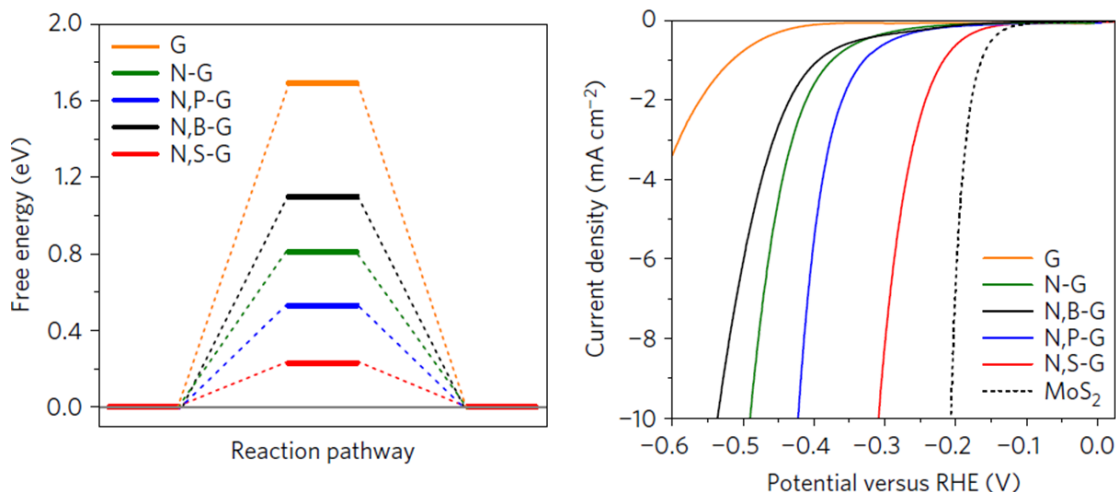 2.0
1.6
1.2
0.8
0.4
0.0
Free energy (eV)
G
N-G
N,P-G
N,B-G
N,S-G
Reaction pathway
0
−2
−4
−6
−8
−10
Current density (mA cm⁻²)
G
N-G
N,B-G
N,P-G
N,S-G
MoS₂
−0.6 −0.5 −0.4 −0.3 −0.2 −0.1 0.0
Potential versus RHE (V)